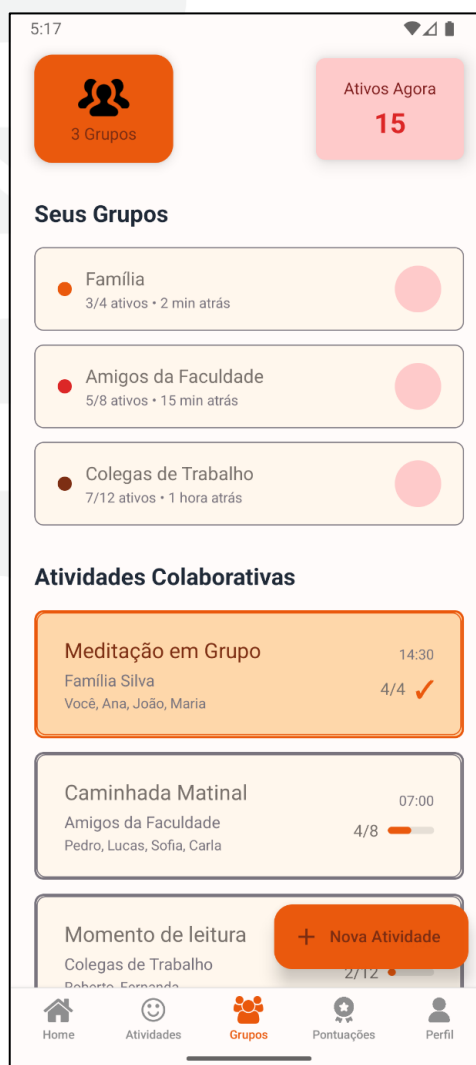 5:17
3 Grupos
Ativos Agora
15
Seus Grupos
Família
3/4 ativos • 2 min atrás
Amigos da Faculdade
5/8 ativos • 15 min atrás
Colegas de Trabalho
7/12 ativos • 1 hora atrás
Atividades Colaborativas
Meditação em Grupo
14:30
Família Silva
4/4 ✓
Você, Ana, João, Maria
Caminhada Matinal
07:00
Amigos da Faculdade
4/8
Pedro, Lucas, Sofia, Carla
Momento de leitura
+ Nova Atividade
Colegas de Trabalho
2/12
Roberto, Fernanda
Home Atividades Grupos Pontuações Perfil